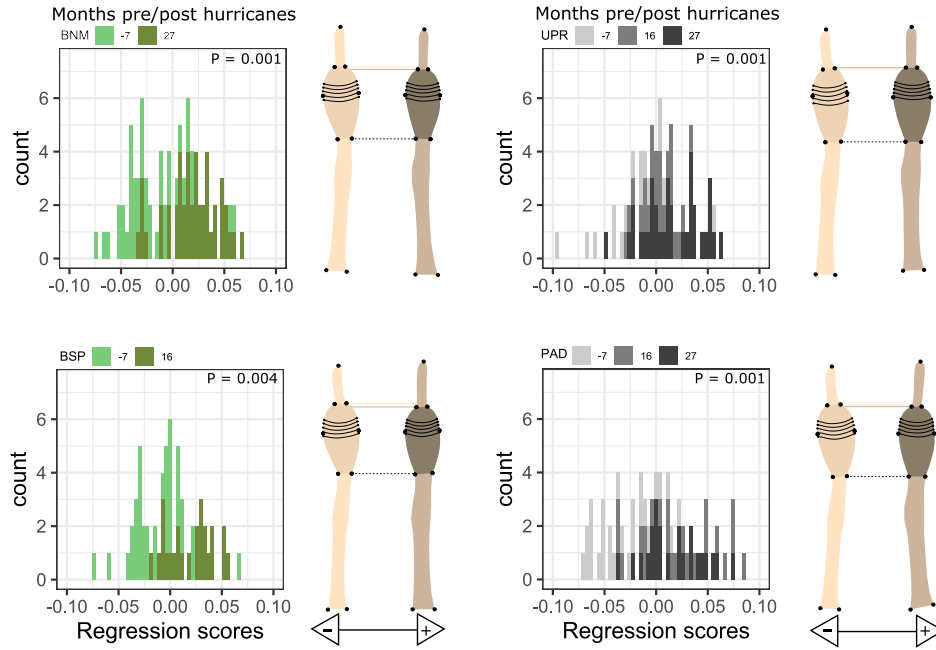 Months pre/post hurricanes
BNM -7 27
P = 0.001
6
4
2
0
count
-0.10 -0.05 0.00 0.05 0.10
Months pre/post hurricanes
UPR -7 16 27
P = 0.001
6
4
2
0
count
-0.10 -0.05 0.00 0.05 0.10
BSP -7 16
P = 0.004
6
4
2
0
count
-0.10 -0.05 0.00 0.05 0.10
Regression scores
- +
PAD -7 16 27
P = 0.001
6
4
2
0
count
-0.10 -0.05 0.00 0.05 0.10
Regression scores
- +